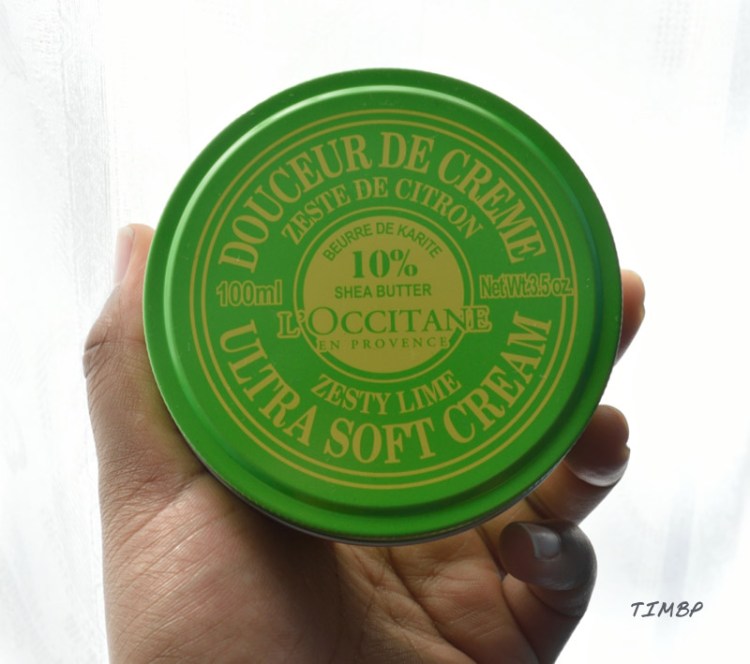 DOUCEUR DE CREME
ZESTE DE CITRON
BEURRE DE KARITE
10%
SHEA BUTTER
100ml
Net Wt.3.5 oz.
L'OCCITANE
EN PROVENCE
ZESTY LIME
ULTRA SOFT CREAM
TIMBP